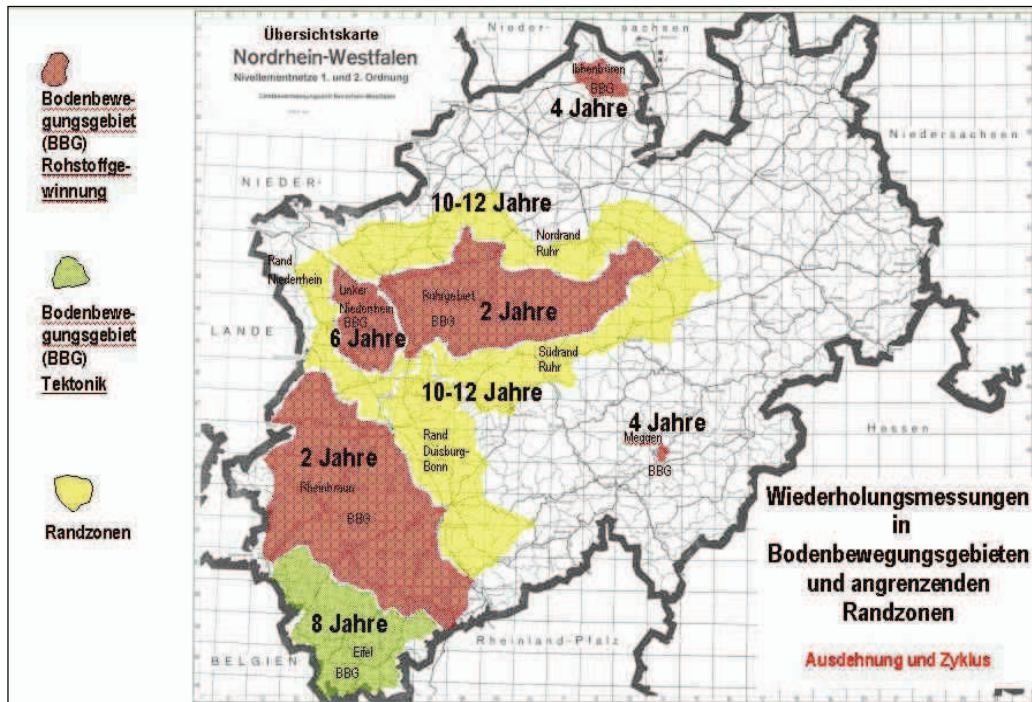 Bodenbewe-
gungsgebiet
(BBG)
Rohstoffge-
winnung
Bodenbewe-
gungsgebiet
(BBG)
Tektonik
Randzonen
Übersichtskarte
Nordrhein-Westfalen
Nivellementnetze 1. und 2. Ordnung
Landesvermessungsamt Nordrhein-Westfalen
Nieder-
sachsen
Ibbenbüren
BBG
4 Jahre
Niedersachsen
NIEDER-
10-12 Jahre
Nordrand
Ruhr
Rand
Niederrhein
Linker
Niederrhein
BBG
6 Jahre
Ruhrgebiet
BBG
2 Jahre
LANDE
Südrand
Ruhr
10-12 Jahre
4 Jahre
Meggen
BBG
Hessen
Rand
Duisburg-
Bonn
2 Jahre
Rheinbraun
BBG
Wiederholungsmessungen
in
Bodenbewegungsgebieten
und angrenzenden
Randzonen
8 Jahre
Eifel
BBG
Rheinland-Pfalz
BELGIEN
Ausdehnung und Zyklus